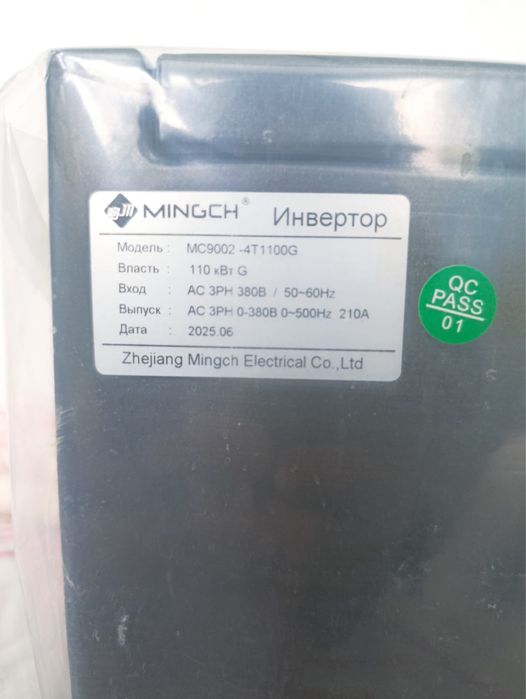 MINGCH® Инвертор
Модель : MC9002 -4T1100G
Власть : 110 кВт G
Вход : AC 3PH 380В / 50~60Hz
Выпуск : AC 3PH 0-380В 0~500Hz 210A
Дата : 2025.06
Zhejiang Mingch Electrical Co.,Ltd
QC
PASS
01